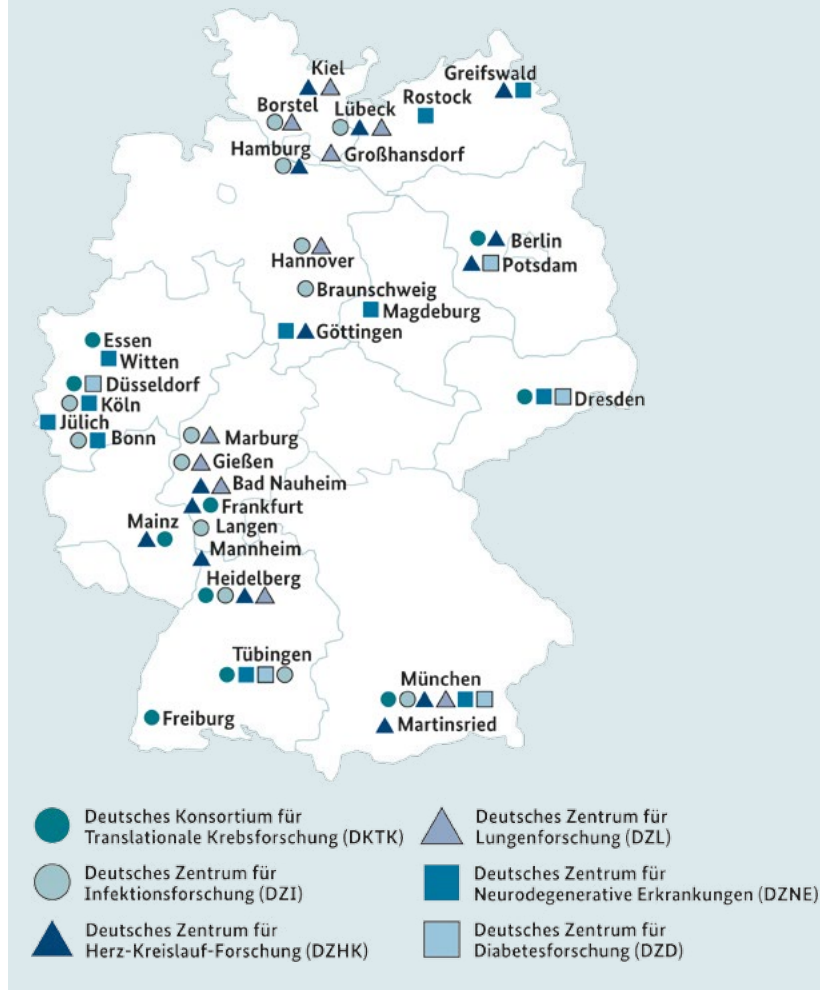 Kiel
Greifswald
Borstel
Lübeck
Rostock
Hamburg
Großhansdorf
Berlin
Hannover
Potsdam
Braunschweig
Magdeburg
Göttingen
Essen
Witten
Düsseldorf
Dresden
Köln
Jülich
Bonn
Marburg
Gießen
Bad Nauheim
Frankfurt
Mainz
Langen
Mannheim
Heidelberg
Tübingen
München
Freiburg
Martinsried
Deutsches Konsortium für
Translationale Krebsforschung (DKTK)
Deutsches Zentrum für
Lungenforschung (DZL)
Deutsches Zentrum für
Infektionsforschung (DZI)
Deutsches Zentrum für
Neurodegenerative Erkrankungen (DZNE)
Deutsches Zentrum für
Herz-Kreislauf-Forschung (DZHK)
Deutsches Zentrum für
Diabetesforschung (DZD)